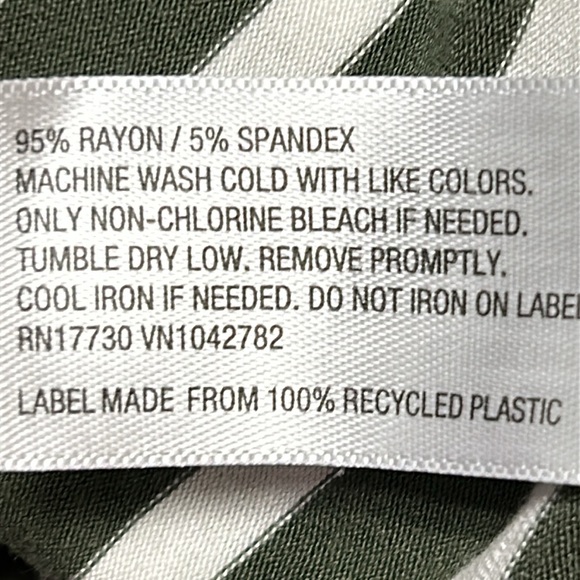 95% RAYON / 5% SPANDEX
MACHINE WASH COLD WITH LIKE COLORS.
ONLY NON-CHLORINE BLEACH IF NEEDED.
TUMBLE DRY LOW. REMOVE PROMPTLY.
COOL IRON IF NEEDED. DO NOT IRON ON LABEL
RN17730 VN1042782
LABEL MADE FROM 100% RECYCLED PLASTIC